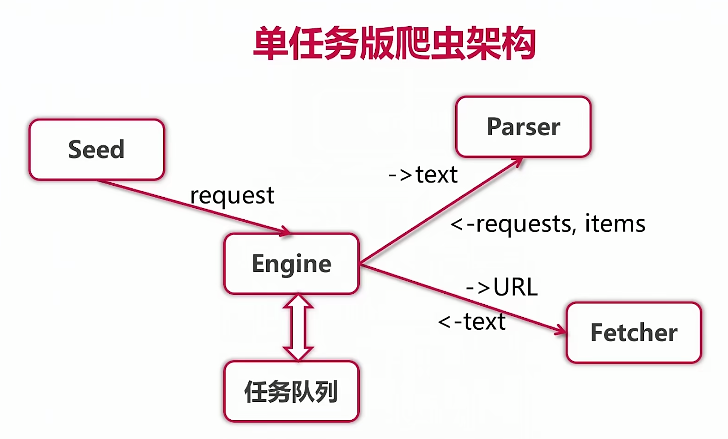 单任务版爬虫架构
Seed
Parser
request
->text
<-requests, items
Engine
->URL
<-text
Fetcher
任务队列